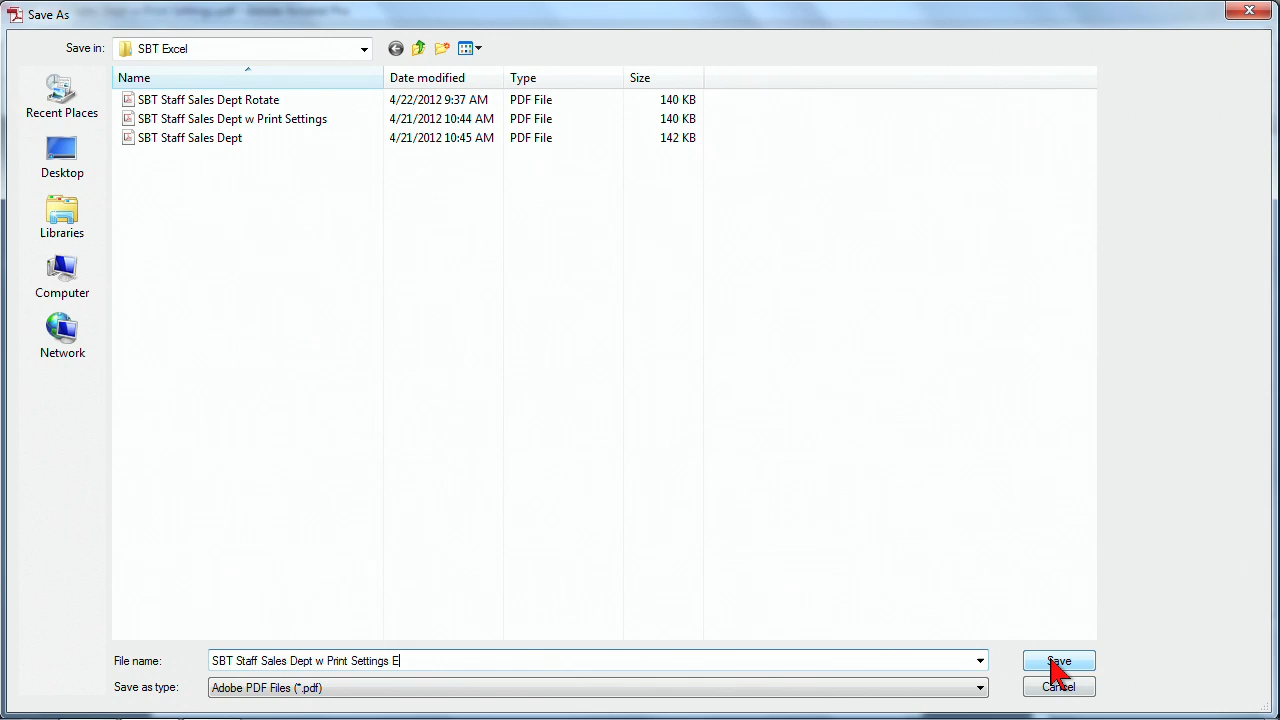 Save As
Save in: SBT Excel
Name Date modified Type Size
SBT Staff Sales Dept Rotate 4/22/2012 9:37 AM PDF File 140 KB
SBT Staff Sales Dept w Print Settings 4/21/2012 10:44 AM PDF File 140 KB
SBT Staff Sales Dept 4/21/2012 10:45 AM PDF File 142 KB
Recent Places
Desktop
Libraries
Computer
Network
File name: SBT Staff Sales Dept w Print Settings E Save
Save as type: Adobe PDF Files (*.pdf) Cancel